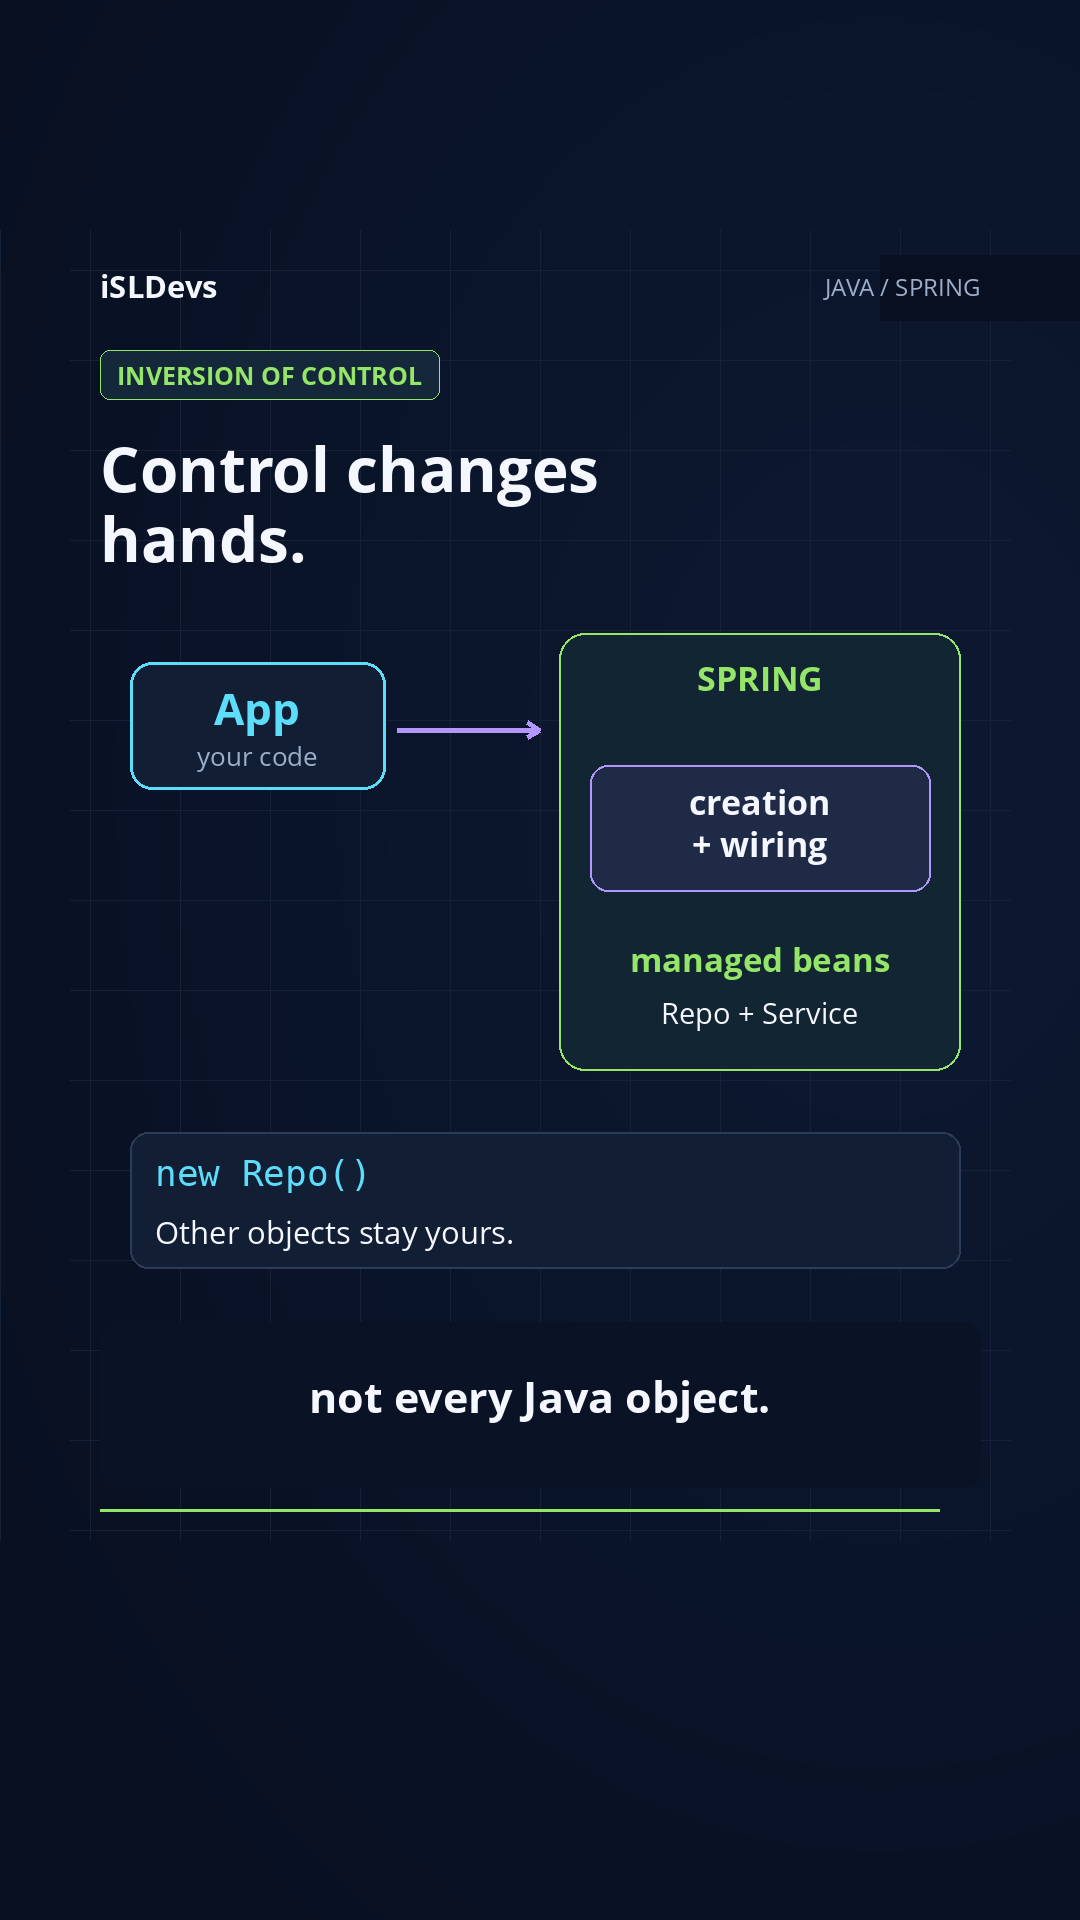 iSLDevs
JAVA / SPRING
INVERSION OF CONTROL
Control changes
hands.
App
your code
SPRING
creation
+ wiring
managed beans
Repo + Service
new Repo()
Other objects stay yours.
not every Java object.